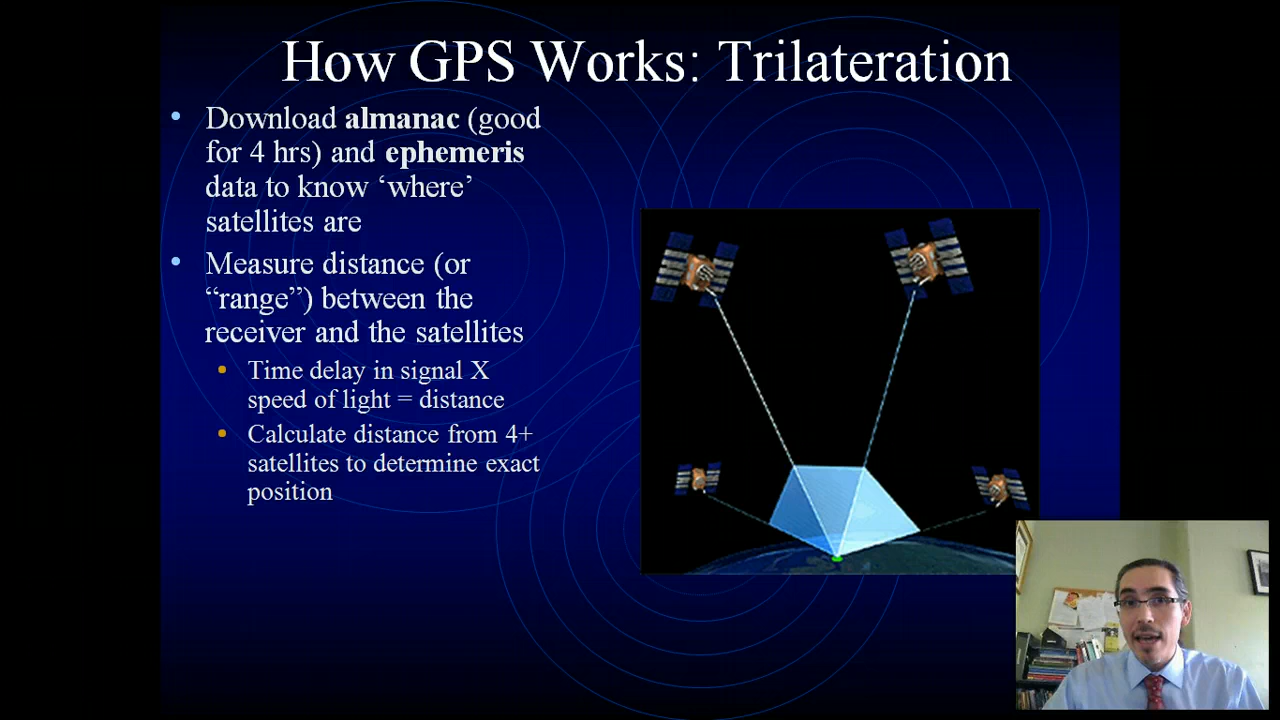 How GPS Works: Trilateration
• Download almanac (good
for 4 hrs) and ephemeris
data to know ‘where’
satellites are
• Measure distance (or
“range”) between the
receiver and the satellites
• Time delay in signal X
speed of light = distance
• Calculate distance from 4+
satellites to determine exact
position